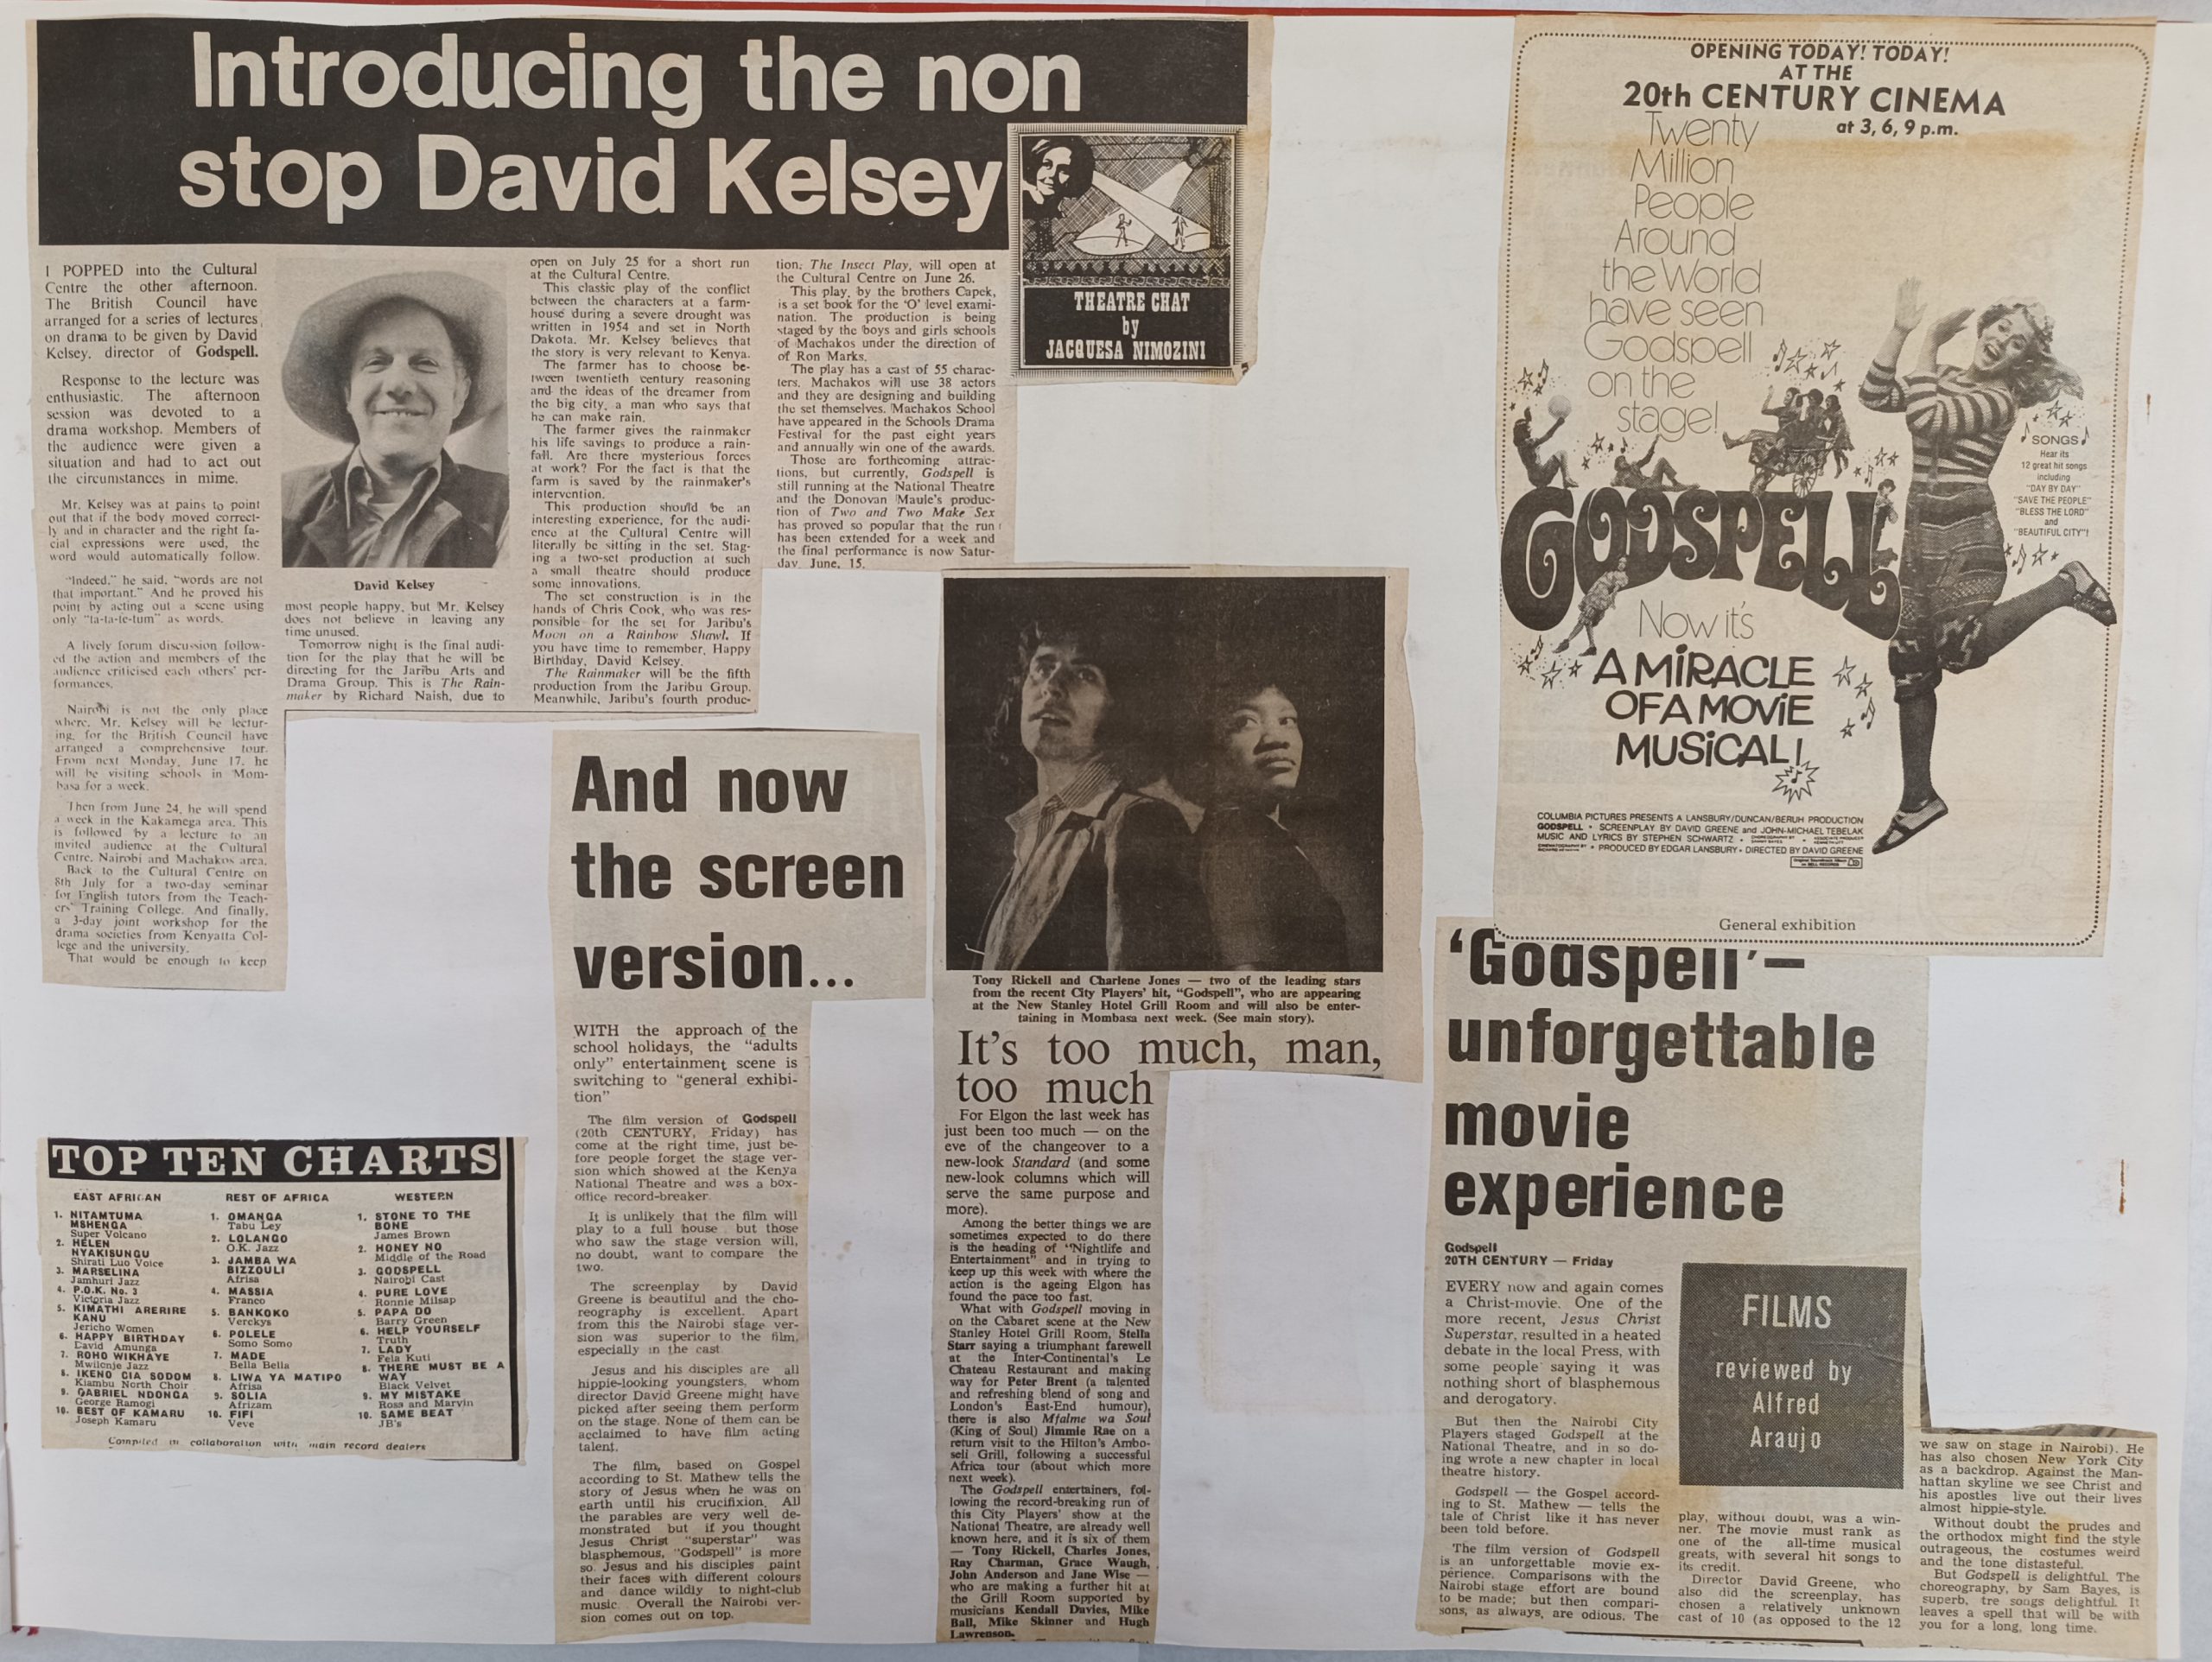 Introducing the non
stop David Kelsey
THEATRE CHAT
by
JACQUESA NIMOZINI
I POPPED into the Cultural
Centre the other afternoon.
The British Council have
arranged for a series of lectures
on drama to be given by David
Kelsey, director of Godspell.
Response to the lecture was
enthusiastic. The afternoon
session was devoted to a
drama workshop. Members of
the audience were given a
situation and had to act out
the circumstances in mime.
Mr. Kelsey was at pains to point
out that if the body moved correct-
ly and in character and the right fa-
cial expressions were used, the
word would automatically follow.
"Indeed," he said, "words are not
that important." And he proved his
point by acting out a scene using
only "ta-ta-te-tum" as words.
A lively forum discussion follow-
ed the action and members of the
audience criticised each others' per-
formances.
Nairobi is not the only place
where. Mr. Kelsey will be lectur-
ing, for the British Council have
arranged a comprehensive tour.
From next Monday, June 17, he
will be visiting schools in Mom-
basa for a week.
Then from June 24, he will spend
a week in the Kakamega area. This
is followed by a lecture to an
invited audience at the Cultural
Centre, Nairobi and Machakos area.
Back to the Cultural Centre on
8th July for a two-day seminar
for English tutors from the Teach-
ers' Training College. And finally,
a 3-day joint workshop for the
drama societies from Kenyatta Col-
lege and the university.
That would be enough to keep
David Kelsey
most people happy, but Mr. Kelsey
does not believe in leaving any
time unused.
Tomorrow night is the final audi-
tion for the play that he will be
directing for the Jaribu Arts and
Drama Group. This is The Rain-
maker by Richard Naish, due to
open on July 25 for a short run
at the Cultural Centre.
This classic play of the conflict
between the characters at a farm-
house during a severe drought was
written in 1954 and set in North
Dakota. Mr. Kelsey believes that
the story is very relevant to Kenya.
The farmer has to choose be-
tween twentieth century reasoning
and the ideas of the dreamer from
the big city, a man who says that
he can make rain.
The farmer gives the rainmaker
his life savings to produce a rain-
fall. Are there mysterious forces
at work? For the fact is that the
farm is saved by the rainmaker's
intervention.
This production should be an
interesting experience, for the audi-
ence at the Cultural Centre will
literally be sitting in the set. Stag-
ing a two-set production at such
a small theatre should produce
some innovations.
The set construction is in the
hands of Chris Cook, who was res-
ponsible for the set for Jaribu's
Moon on a Rainbow Shawl. If
you have time to remember, Happy
Birthday, David Kelsey.
The Rainmaker will be the fifth
production from the Jaribu Group.
Meanwhile, Jaribu's fourth produc-
tion, The Insect Play, will open at
the Cultural Centre on June 26.
This play, by the brothers Capek,
is a set book for the 'O' level exami-
nation. The production is being
staged by the boys and girls schools
of Machakos under the direction of
of Ron Marks.
The play has a cast of 55 charac-
ters. Machakos will use 38 actors
and they are designing and building
the set themselves. Machakos School
have appeared in the Schools Drama
Festival for the past eight years
and annually win one of the awards.
Those are forthcoming attrac-
tions, but currently, Godspell is
still running at the National Theatre
and the Donovan Maule's produc-
tion of Two and Two Make Sex
has proved so popular that the run
has been extended for a week and
the final performance is now Satur-
day, June, 15.
TOP TEN CHARTS
EAST AFRICAN
1. NITAMTUMA
MSHENGA
Super Volcano
2. HELEN
NYAKISUNGU
Shirati Luo Voice
3. MARSELINA
Jamhuri Jazz
4. P.O.K. No. 3
Victoria Jazz
5. KIMATHI ARERIRE
KANU
Jericho Women
6. HAPPY BIRTHDAY
David Amunga
7. ROHO WIKHAYE
Mwilonje Jazz
8. IKENO GIA SODOM
Kiambu North Choir
9. GABRIEL NDONGA
George Ramogi
10. BEST OF KAMARU
Joseph Kamaru
REST OF AFRICA
1. OMANGA
Tabu Ley
2. LOLANGO
O.K. Jazz
3. JAMBA WA
BIZZOULI
Afrisa
4. MASSIA
Franco
5. BANKOKO
Verckys
6. POLELE
Somo Somo
7. MADE
Bella Bella
8. LIWA YA MATIPO
Afrisa
9. SOLIA
Afrizam
10. FIFI
Veve
WESTERN
1. STONE TO THE
BONE
James Brown
2. HONEY NO
Middle of the Road
3. GODSPELL
Nairobi Cast
4. PURE LOVE
Ronnie Milsap
5. PAPA DO
Barry Green
6. HELP YOURSELF
Truth
7. LADY
Fela Kuti
8. THERE MUST BE A
WAY
Black Velvet
9. MY MISTAKE
Rosa and Marvin
10. SAME BEAT
JB's
Compiled in collaboration with main record dealers
And now
the screen
version...
WITH the approach of the
school holidays, the "adults
only" entertainment scene is
switching to "general exhibi-
tion"
The film version of Godspell
(20th CENTURY, Friday) has
come at the right time, just be-
fore people forget the stage ver-
sion which showed at the Kenya
National Theatre and was a box-
office record-breaker.
It is unlikely that the film will
play to a full house but those
who saw the stage version will,
no doubt, want to compare the
two.
The screenplay by David
Greene is beautiful and the cho-
reography is excellent. Apart
from this the Nairobi stage ver-
sion was superior to the film,
especially in the cast.
Jesus and his disciples are all
hippie-looking youngsters, whom
director David Greene might have
picked after seeing them perform
on the stage. None of them can be
acclaimed to have film acting
talent.
The film, based on Gospel
according to St. Mathew tells the
story of Jesus when he was on
earth until his crucifixion. All
the parables are very well de-
monstrated but if you thought
Jesus Christ "superstar" was
blasphemous, "Godspell" is more
so. Jesus and his disciples paint
their faces with different colours
and dance wildly to night-club
music. Overall the Nairobi ver-
sion comes out on top.
Tony Rickell and Charlene Jones — two of the leading stars
from the recent City Players' hit, "Godspell", who are appearing
at the New Stanley Hotel Grill Room and will also be enter-
taining in Mombasa next week. (See main story).
It's too much, man,
too much
For Elgon the last week has
just been too much — on the
eve of the changeover to a
new-look Standard (and some
new-look columns which will
serve the same purpose and
more).
Among the better things we are
sometimes expected to do there
is the heading of "Nightlife and
Entertainment" and in trying to
keep up this week with where the
action is the ageing Elgon has
found the pace too fast.
What with Godspell moving in
on the Cabaret scene at the New
Stanley Hotel Grill Room, Stella
Starr saying a triumphant farewell
at the Inter-Continental's Le
Chateau Restaurant and making
way for Peter Brent (a talented
and refreshing blend of song and
London's East-End humour),
there is also Mfalme wa Soul
(King of Soul) Jimmie Rae on a
return visit to the Hilton's Ambo-
seli Grill, following a successful
Africa tour (about which more
next week).
The Godspell entertainers, fol-
lowing the record-breaking run of
this City Players' show at the
National Theatre, are already well
known here, and it is six of them
— Tony Rickell, Charles Jones,
Ray Charman, Grace Waugh,
John Anderson and Jane Wise —
who are making a further hit at
the Grill Room supported by
musicians Kendall Davies, Mike
Ball, Mike Skinner and Hugh
Lawrenson.
OPENING TODAY! TODAY!
AT THE
20th CENTURY CINEMA
at 3, 6, 9 p.m.
Twenty
Million
People
Around
the World
have seen
Godspell
on the
stage!
SONGS
Hear its
12 great hit songs
including
"DAY BY DAY"
"SAVE THE PEOPLE"
"BLESS THE LORD"
and
"BEAUTIFUL CITY"!
GODSPELL
Now it's
A MiRACLE
OF A MOViE
MUSiCAL!
COLUMBIA PICTURES PRESENTS A LANSBURY/DUNCAN/BERUH PRODUCTION
GODSPELL • SCREENPLAY BY DAVID GREENE and JOHN-MICHAEL TEBELAK
MUSIC AND LYRICS BY STEPHEN SCHWARTZ
• PRODUCED BY EDGAR LANSBURY • DIRECTED BY DAVID GREENE
General exhibition
'Godspell'—
unforgettable
movie
experience
Godspell
20TH CENTURY — Friday
EVERY now and again comes
a Christ-movie. One of the
more recent, Jesus Christ
Superstar, resulted in a heated
debate in the local Press, with
some people saying it was
nothing short of blasphemous
and derogatory.
But then the Nairobi City
Players staged Godspell at the
National Theatre, and in so do-
ing wrote a new chapter in local
theatre history.
Godspell — the Gospel accord-
ing to St. Mathew — tells the
tale of Christ like it has never
been told before.
The film version of Godspell
is an unforgettable movie ex-
perience. Comparisons with the
Nairobi stage effort are bound
to be made; but then compari-
sons, as always, are odious. The
FILMS
reviewed by
Alfred
Araujo
play, without doubt, was a win-
ner. The movie must rank as
one of the all-time musical
greats, with several hit songs to
its credit.
Director David Greene, who
also did the screenplay, has
chosen a relatively unknown
cast of 10 (as opposed to the 12
we saw on stage in Nairobi). He
has also chosen New York City
as a backdrop. Against the Man-
hattan skyline we see Christ and
his apostles live out their lives
almost hippie-style.
Without doubt the prudes and
the orthodox might find the style
outrageous, the costumes weird
and the tone distasteful.
But Godspell is delightful. The
choreography, by Sam Bayes, is
superb, tre songs delightful. It
leaves a spell that will be with
you for a long, long time.